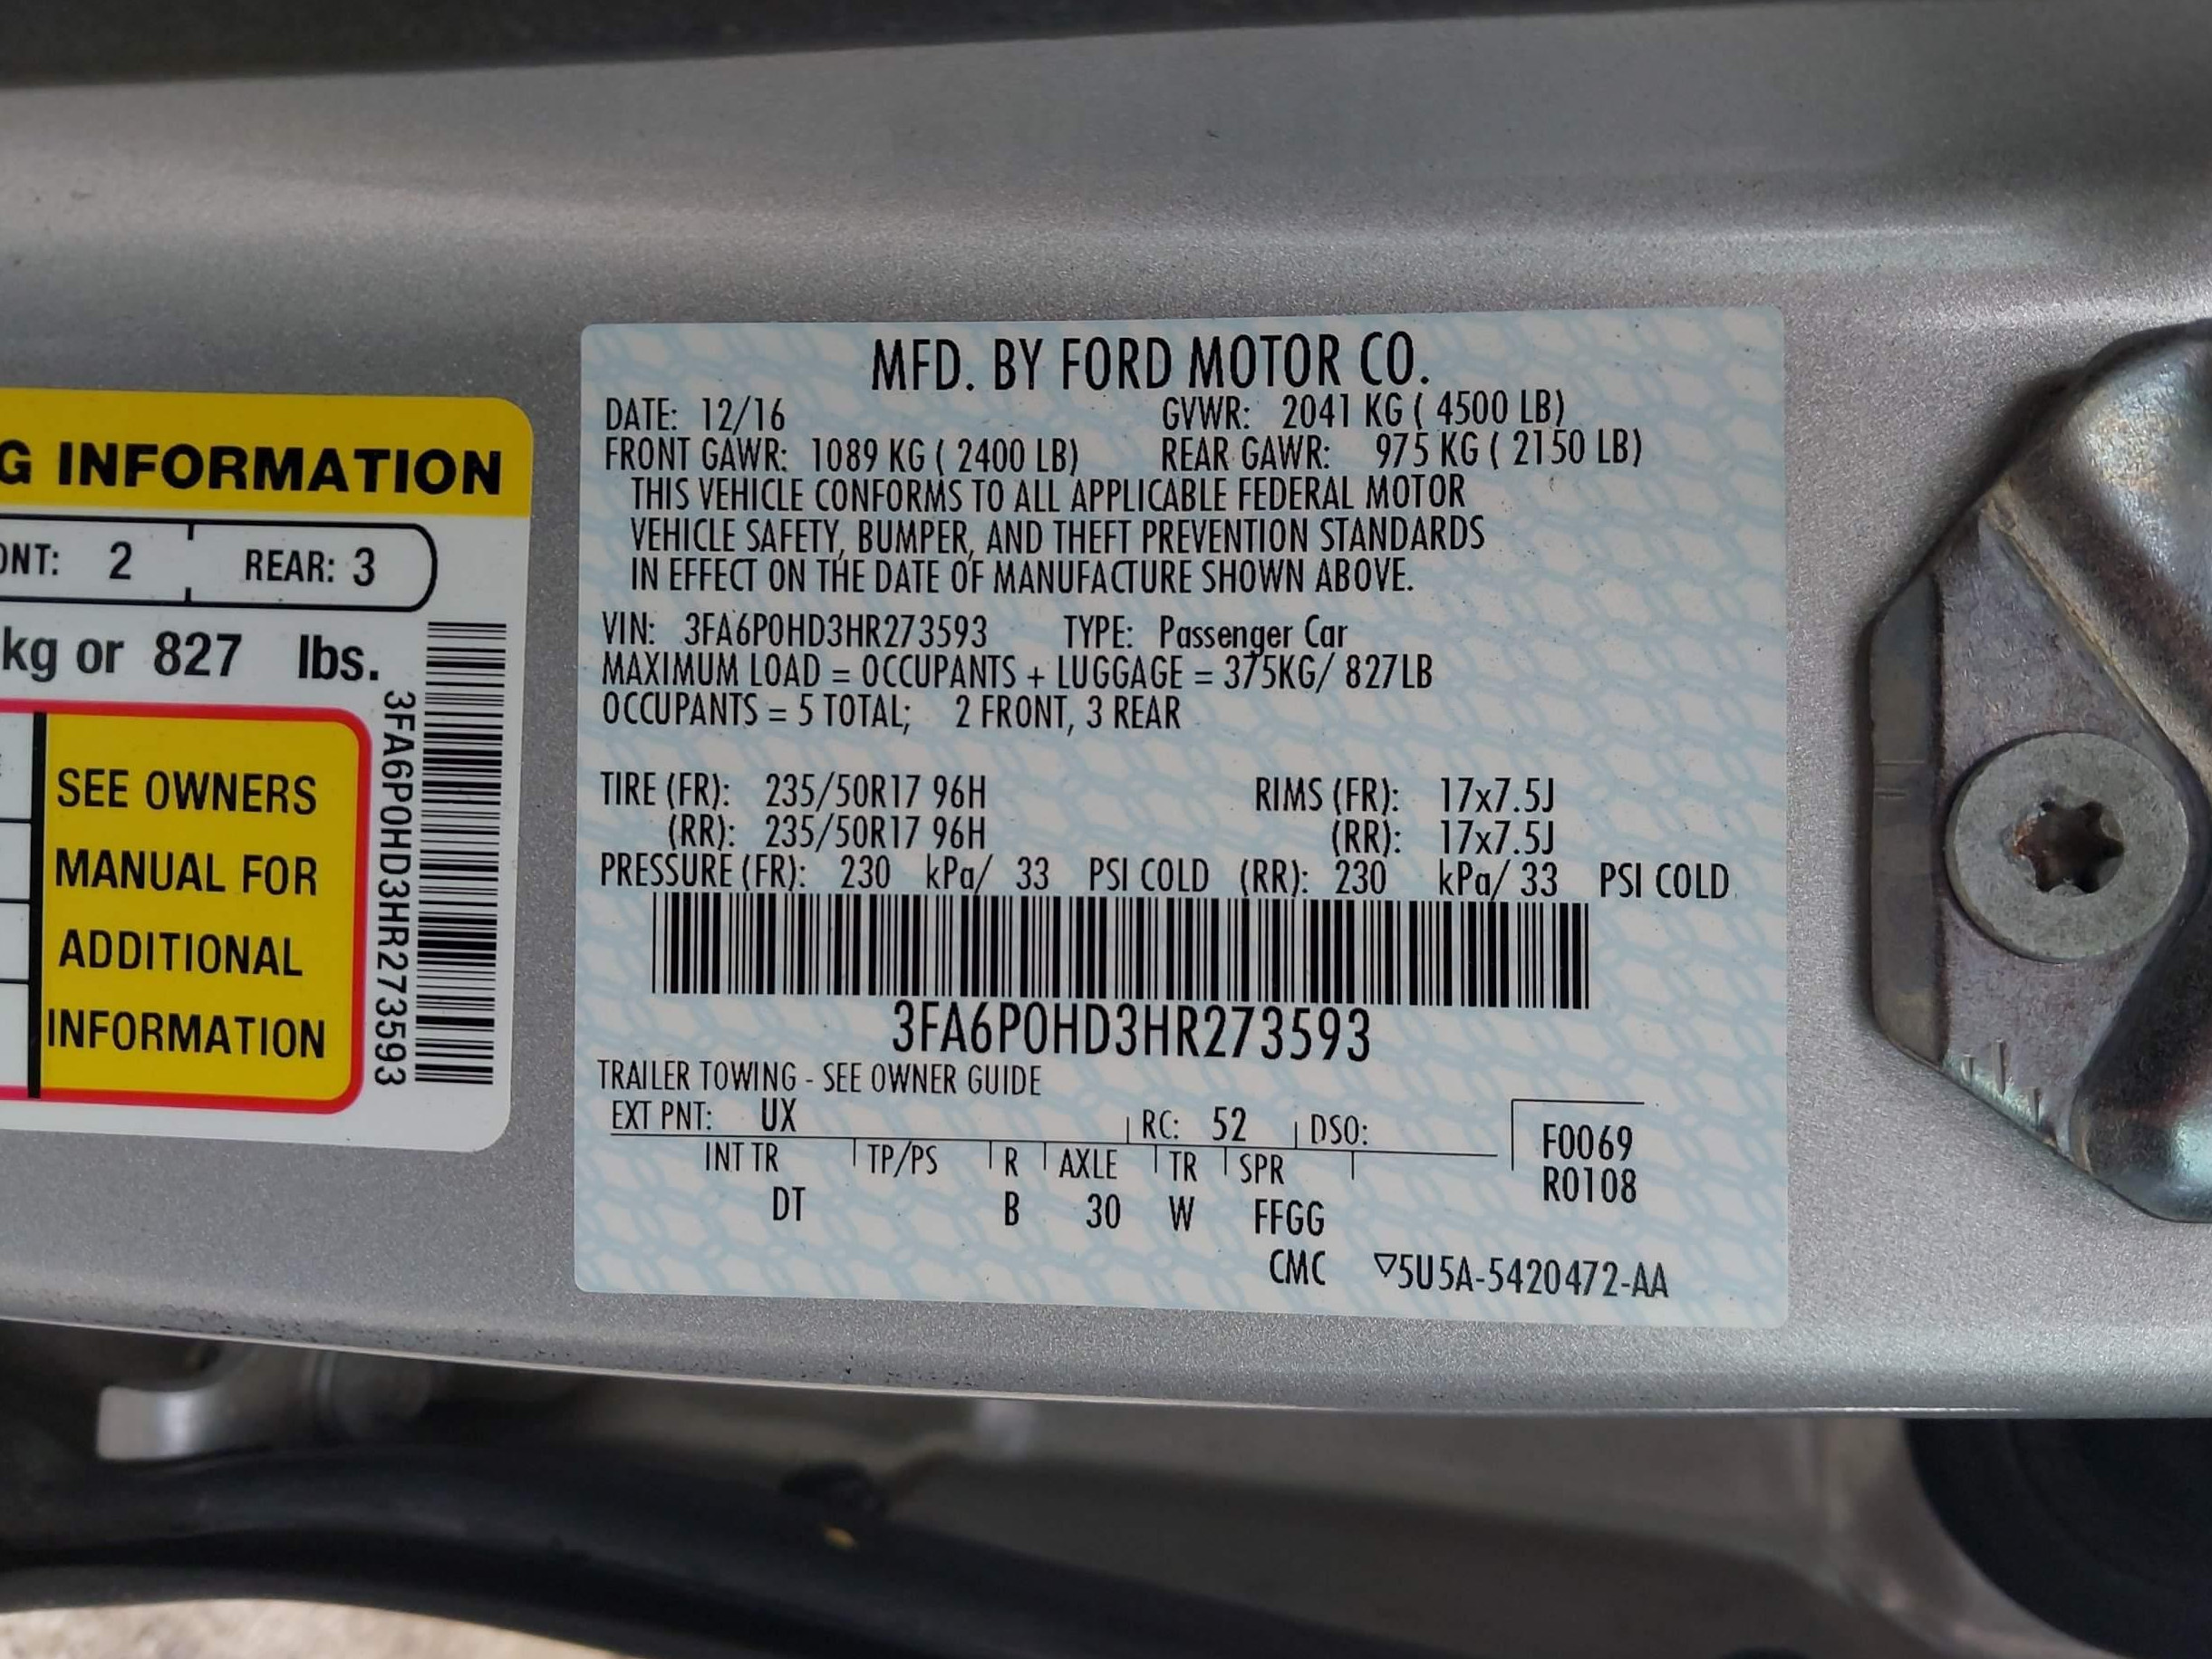 G INFORMATION
ONT: 2 REAR: 3
kg or 827 lbs.
SEE OWNERS
MANUAL FOR
ADDITIONAL
INFORMATION
3FA6P0HD3HR273593
MFD. BY FORD MOTOR CO.
DATE: 12/16 GVWR: 2041 KG ( 4500 LB)
FRONT GAWR: 1089 KG ( 2400 LB) REAR GAWR: 975 KG ( 2150 LB)
THIS VEHICLE CONFORMS TO ALL APPLICABLE FEDERAL MOTOR
VEHICLE SAFETY, BUMPER, AND THEFT PREVENTION STANDARDS
IN EFFECT ON THE DATE OF MANUFACTURE SHOWN ABOVE.
VIN: 3FA6P0HD3HR273593 TYPE: Passenger Car
MAXIMUM LOAD = OCCUPANTS + LUGGAGE = 375KG/ 827LB
OCCUPANTS = 5 TOTAL; 2 FRONT, 3 REAR
TIRE (FR): 235/50R17 96H RIMS (FR): 17x7.5J
(RR): 235/50R17 96H (RR): 17x7.5J
PRESSURE (FR): 230 kPa/ 33 PSI COLD (RR): 230 kPa/ 33 PSI COLD
3FA6P0HD3HR273593
TRAILER TOWING - SEE OWNER GUIDE
EXT PNT: UX RC: 52 DSO:
INT TR TP/PS R AXLE TR SPR
DT B 30 W FFGG
F0069
R0108
CMC ▽5U5A-5420472-AA